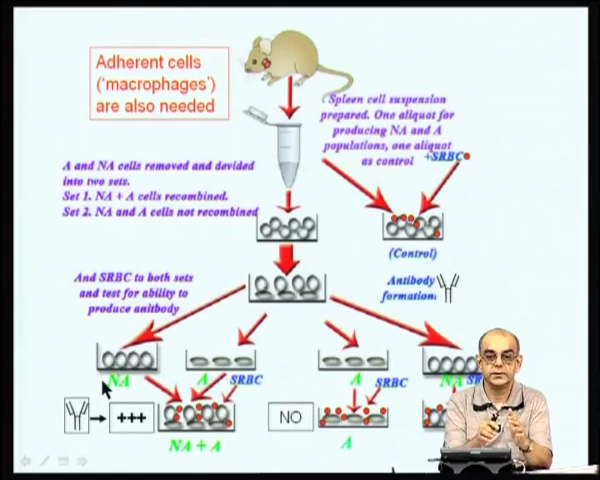 Adherent cells
('macrophages')
are also needed
Spleen cell suspension
prepared. One aliquot for
producing NA and A
populations, one aliquot
as control
+SRBC
A and NA cells removed and devided
into two sets.
Set 1. NA + A cells recombined.
Set 2. NA and A cells not recombined
(Control)
And SRBC to both sets
and test for ability to
produce anitbody
Antibody
formation:
NA
A
SRBC
A
SRBC
NA
+++
NO
NA + A
A